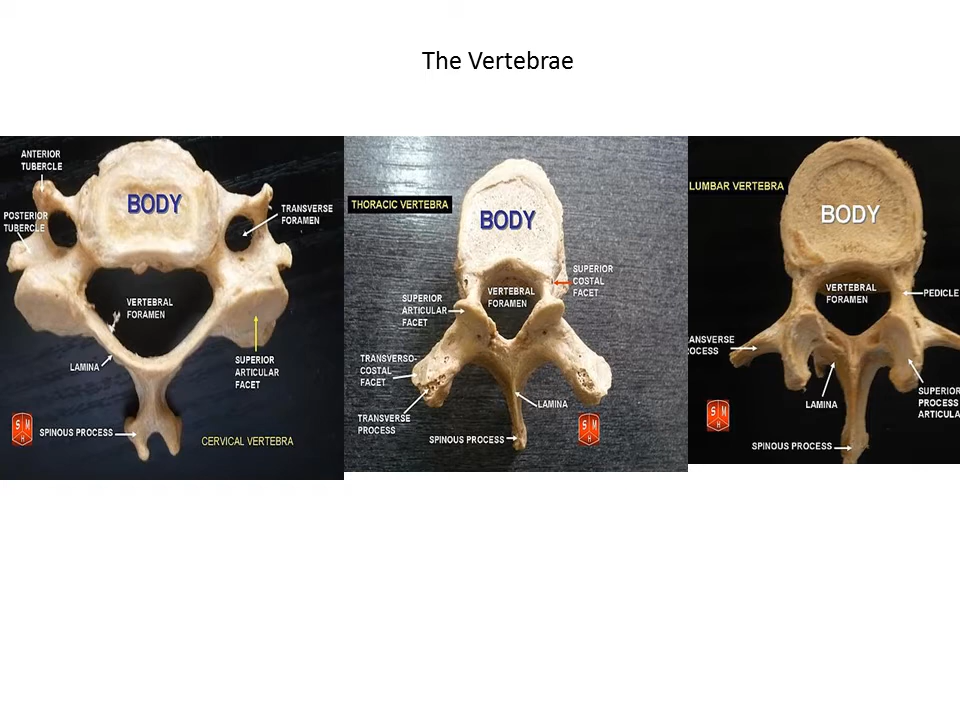 The Vertebrae
ANTERIOR
TUBERCLE
POSTERIOR
TUBERCLE
BODY
TRANSVERSE
FORAMEN
VERTEBRAL
FORAMEN
LAMINA
SUPERIOR
ARTICULAR
FACET
SPINOUS PROCESS
CERVICAL VERTEBRA
S M
H
THORACIC VERTEBRA
BODY
SUPERIOR
COSTAL
FACET
VERTEBRAL
FORAMEN
SUPERIOR
ARTICULAR
FACET
TRANSVERSO-
COSTAL
FACET
TRANSVERSE
PROCESS
LAMINA
SPINOUS PROCESS
S M
H
LUMBAR VERTEBRA
BODY
VERTEBRAL
FORAMEN
PEDICLE
RANSVERSE
ROCESS
LAMINA
SUPERIOR
PROCESS
ARTICULA
SPINOUS PROCESS
S M
H